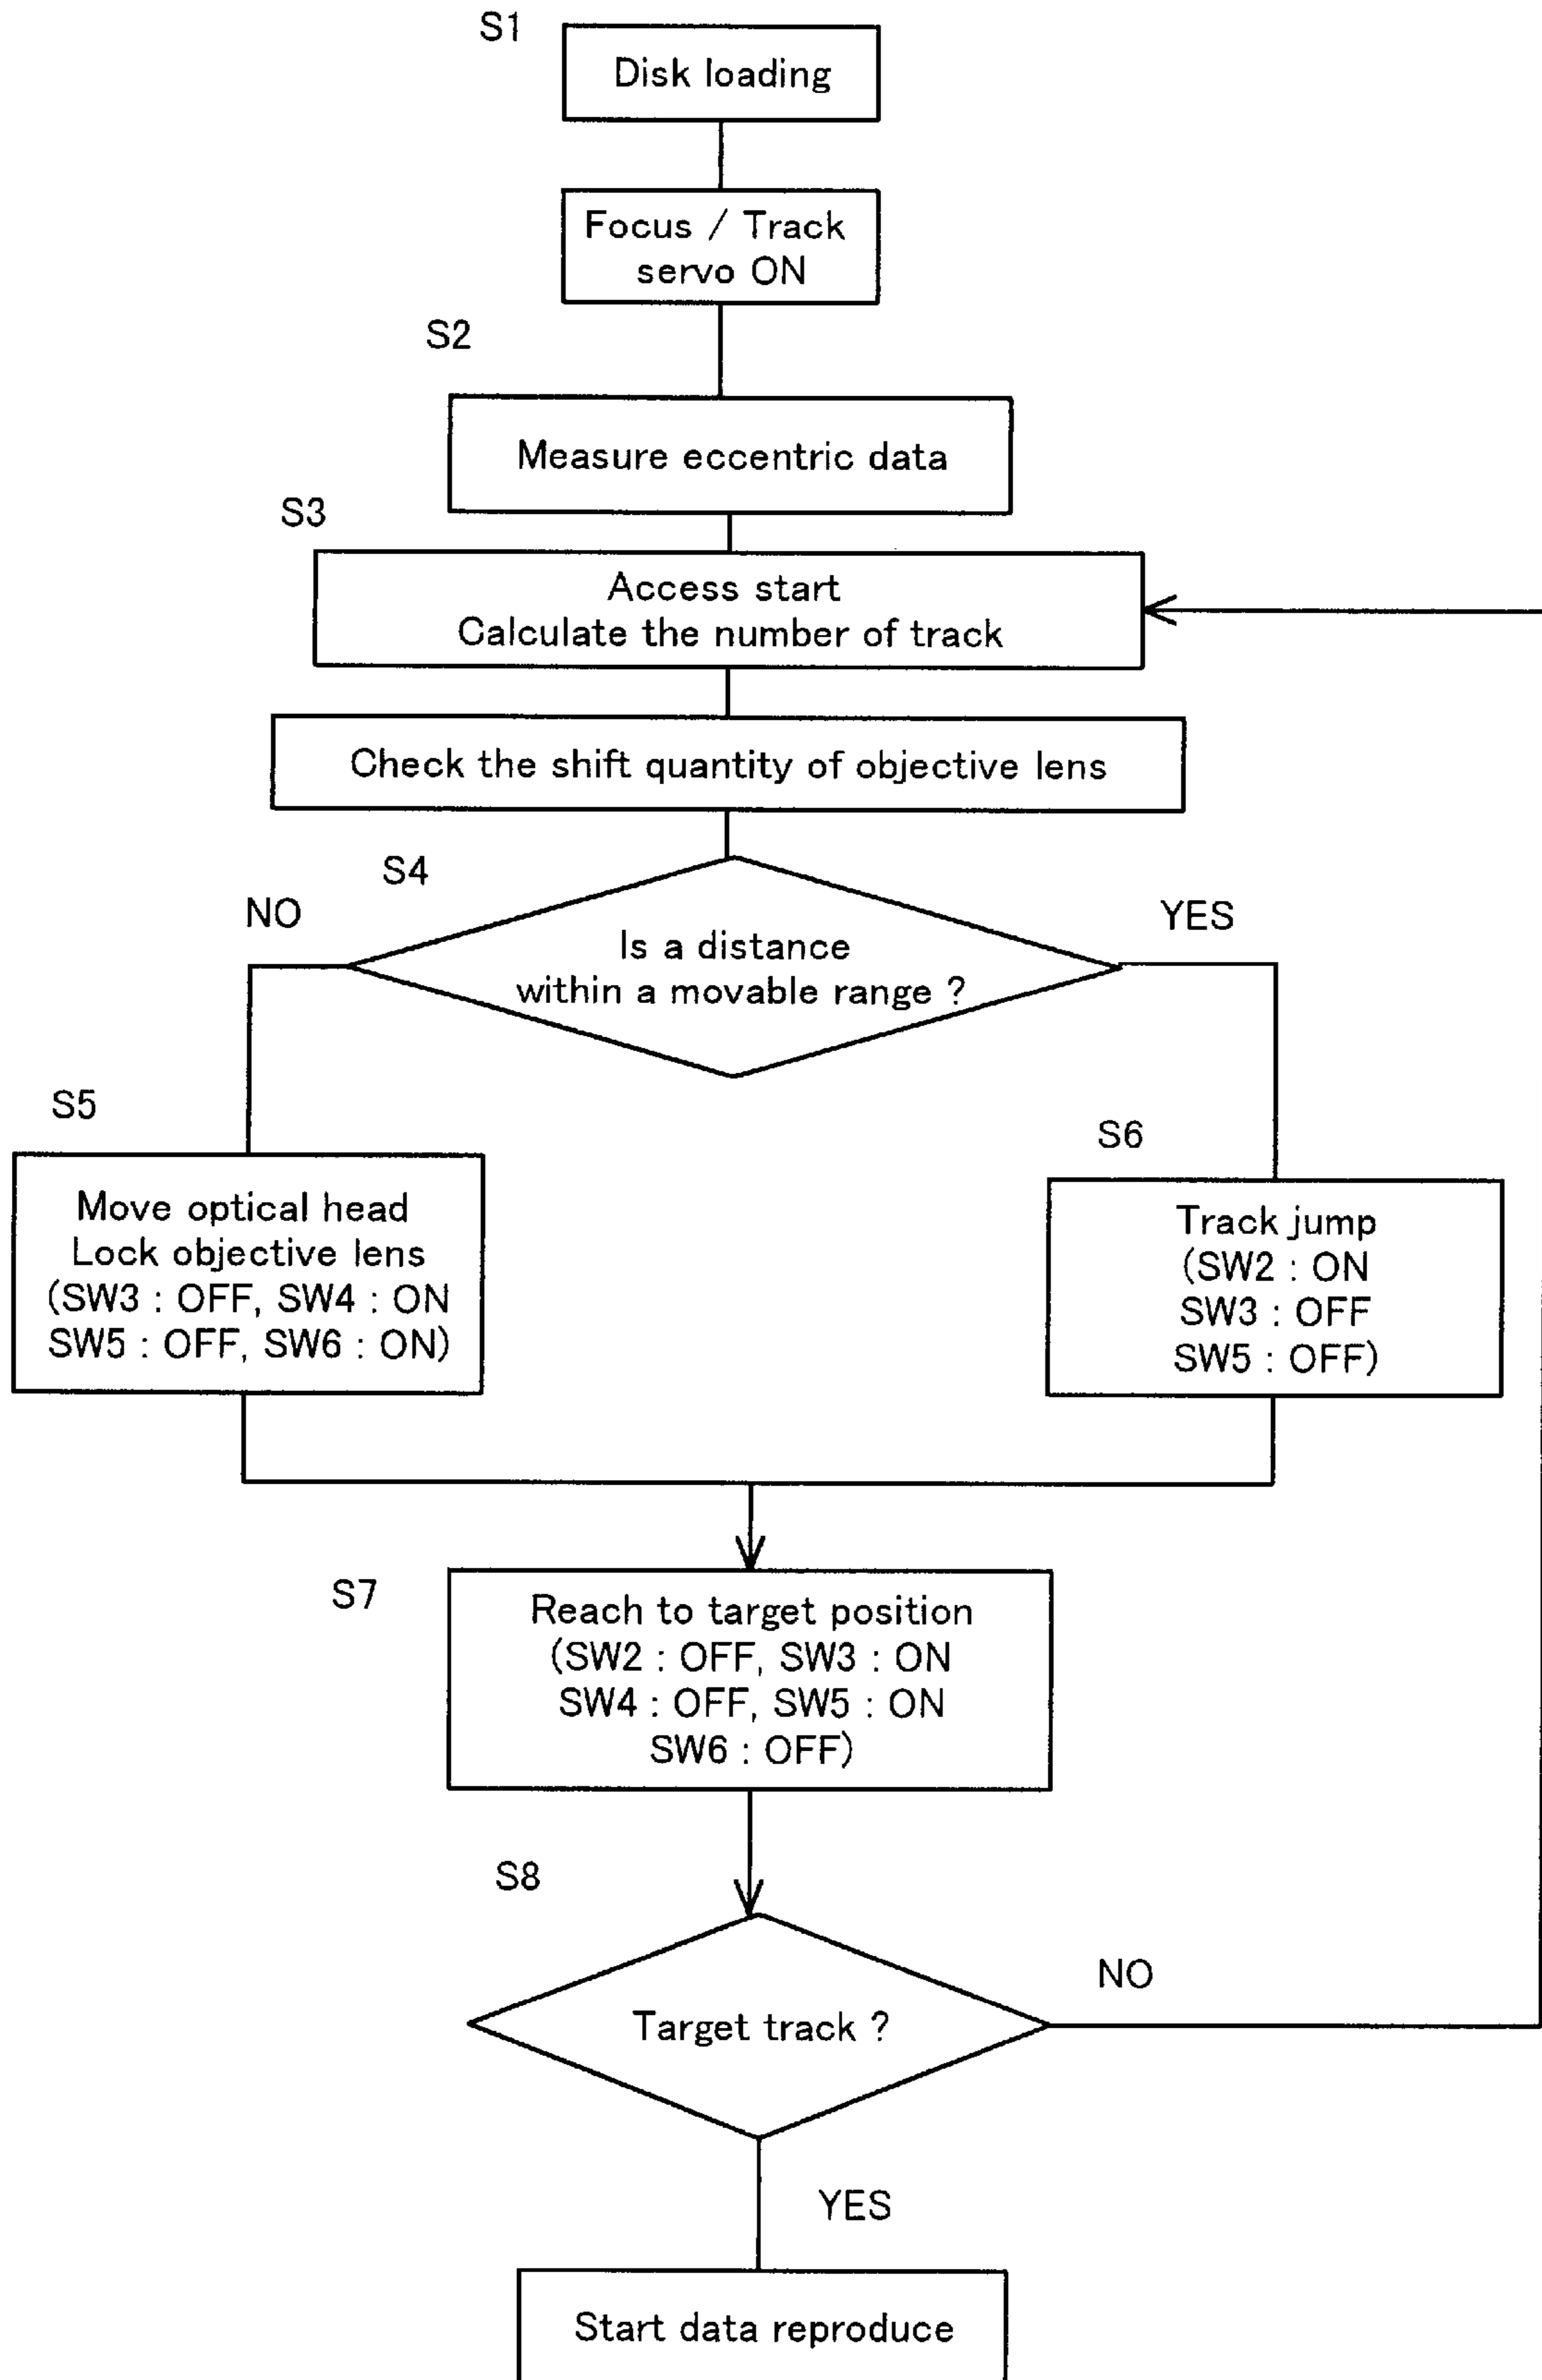 S1
Disk loading
Focus / Track
servo ON
S2
Measure eccentric data
S3
Access start
Calculate the number of track
Check the shift quantity of objective lens
S4
NO
YES
Is a distance
within a movable range ?
S5
Move optical head
Lock objective lens
(SW3 : OFF, SW4 : ON
SW5 : OFF, SW6 : ON)
S6
Track jump
(SW2 : ON
SW3 : OFF
SW5 : OFF)
S7
Reach to target position
(SW2 : OFF, SW3 : ON
SW4 : OFF, SW5 : ON
SW6 : OFF)
S8
Target track ?
NO
YES
Start data reproduce